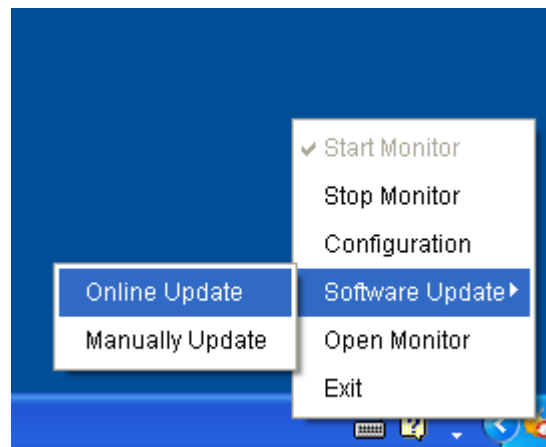 Start Monitor
Stop Monitor
Configuration
Software Update
Online Update
Manually Update
Open Monitor
Exit